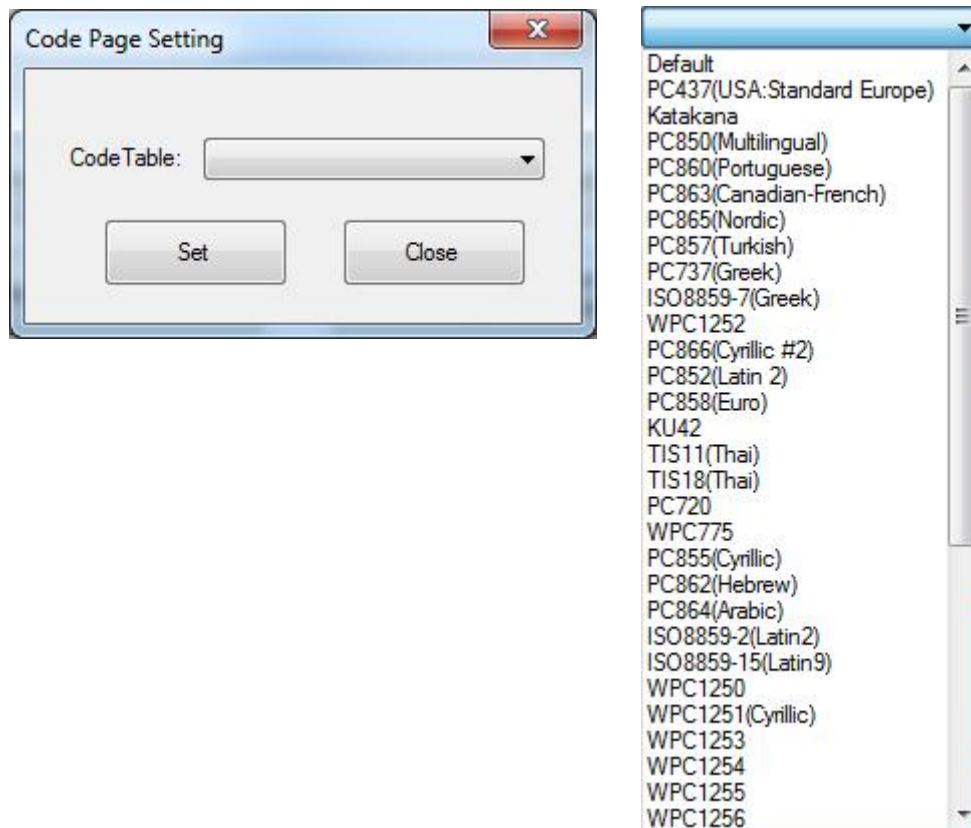 Code Page Setting
CodeTable:
Set
Close
Default
PC437(USA:Standard Europe)
Katakana
PC850(Multilingual)
PC860(Portuguese)
PC863(Canadian-French)
PC865(Nordic)
PC857(Turkish)
PC737(Greek)
ISO8859-7(Greek)
WPC1252
PC866(Cyrillic #2)
PC852(Latin 2)
PC858(Euro)
KU42
TIS11(Thai)
TIS18(Thai)
PC720
WPC775
PC855(Cyrillic)
PC862(Hebrew)
PC864(Arabic)
ISO8859-2(Latin2)
ISO8859-15(Latin9)
WPC1250
WPC1251(Cyrillic)
WPC1253
WPC1254
WPC1255
WPC1256